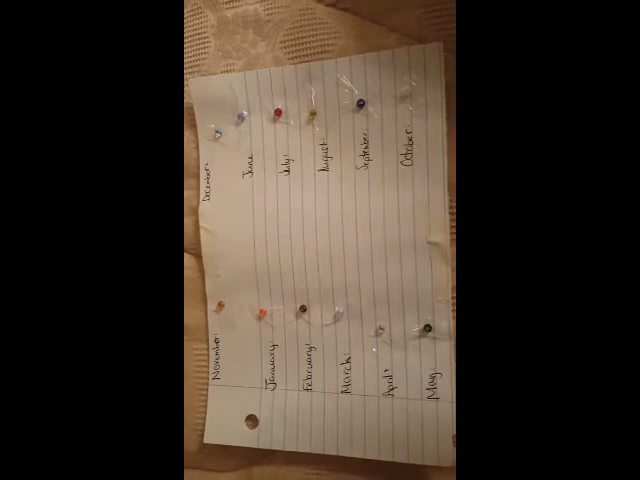 November: December:
January: June
February: July:
March: August:
April: September:
May: October: